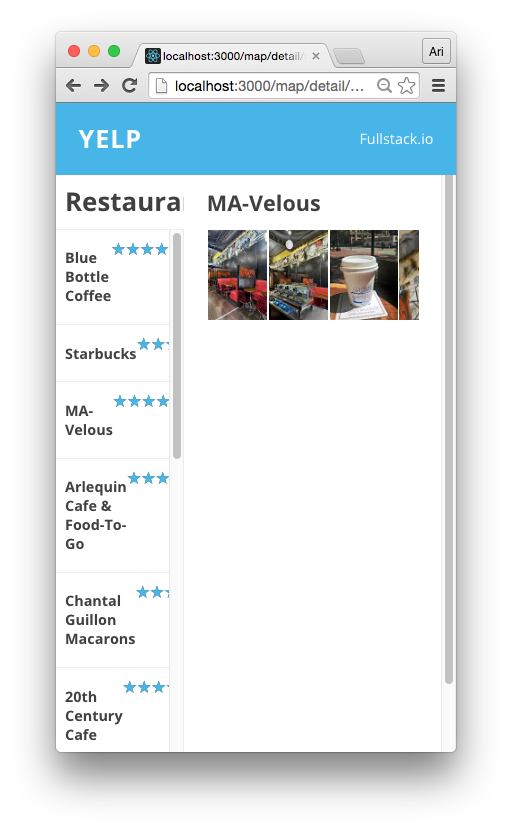 localhost:3000/map/detail/
Ari
localhost:3000/map/detail/...
YELP
Fullstack.io
Restaura
MA-Velous
Blue
Bottle
Coffee
Starbucks
MA-
Velous
Arlequin
Cafe &
Food-To-
Go
Chantal
Guillon
Macarons
20th
Century
Cafe